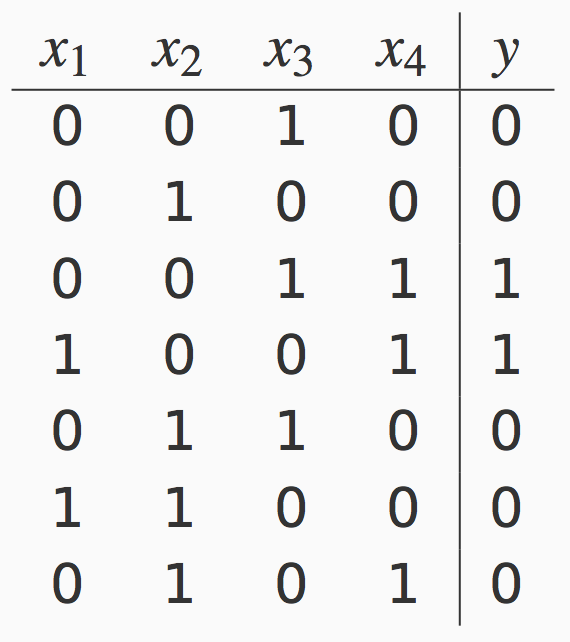 x₁ x₂ x₃ x₄ y
0 0 1 0 0
0 1 0 0 0
0 0 1 1 1
1 0 0 1 1
0 1 1 0 0
1 1 0 0 0
0 1 0 1 0